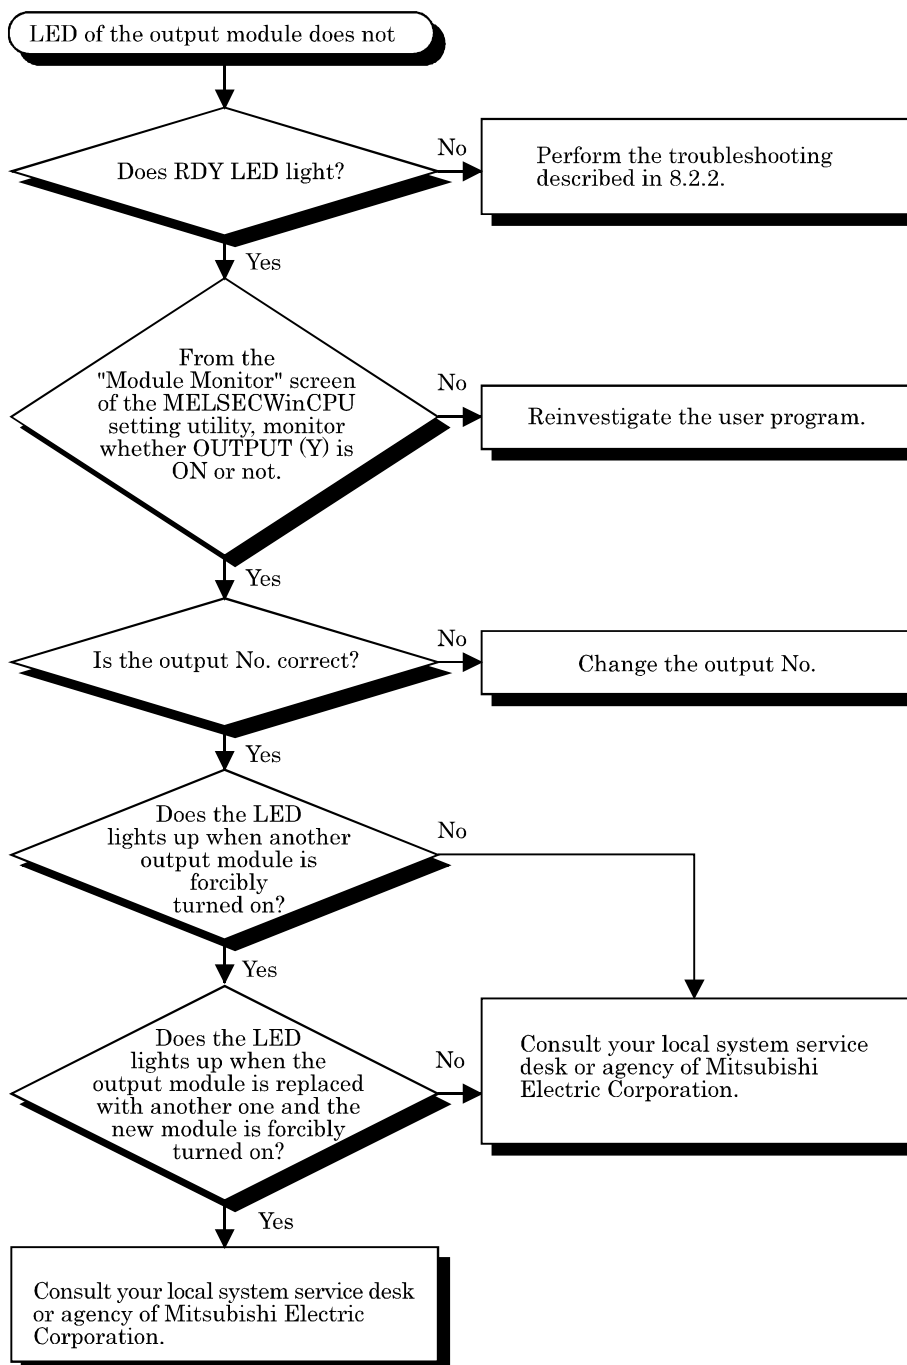 LED of the output module does not
Does RDY LED light?
No
Perform the troubleshooting
described in 8.2.2.
Yes
From the
"Module Monitor" screen
of the MELSECWinCPU
setting utility, monitor
whether OUTPUT (Y) is
ON or not.
No
Reinvestigate the user program.
Yes
Is the output No. correct?
No
Change the output No.
Yes
Does the LED
lights up when another
output module is
forcibly
turned on?
No
Yes
Does the LED
lights up when the
output module is replaced
with another one and the
new module is forcibly
turned on?
No
Consult your local system service
desk or agency of Mitsubishi
Electric Corporation.
Yes
Consult your local system service desk
or agency of Mitsubishi Electric
Corporation.